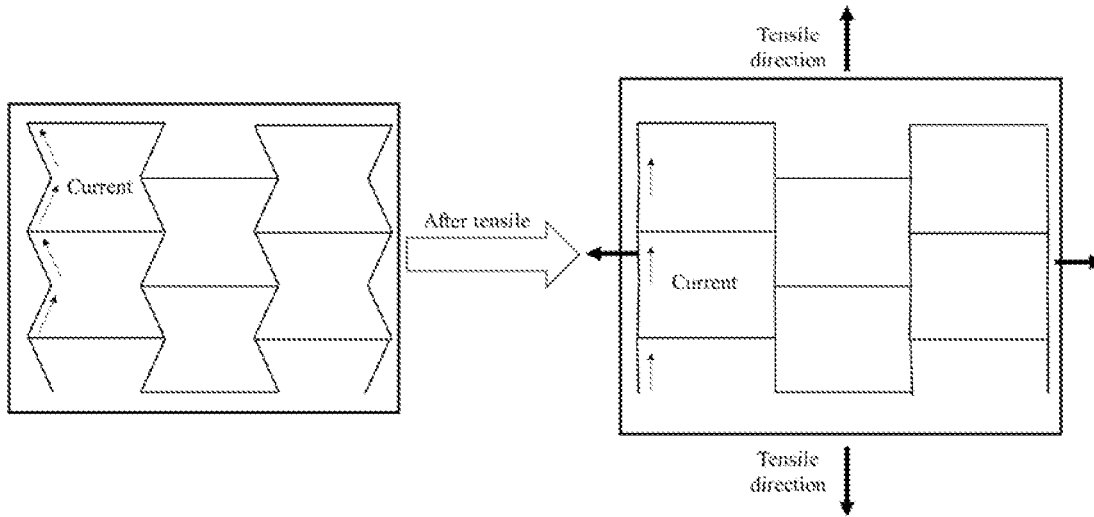 Tensile
direction
Current
After tensile
Current
Tensile
direction